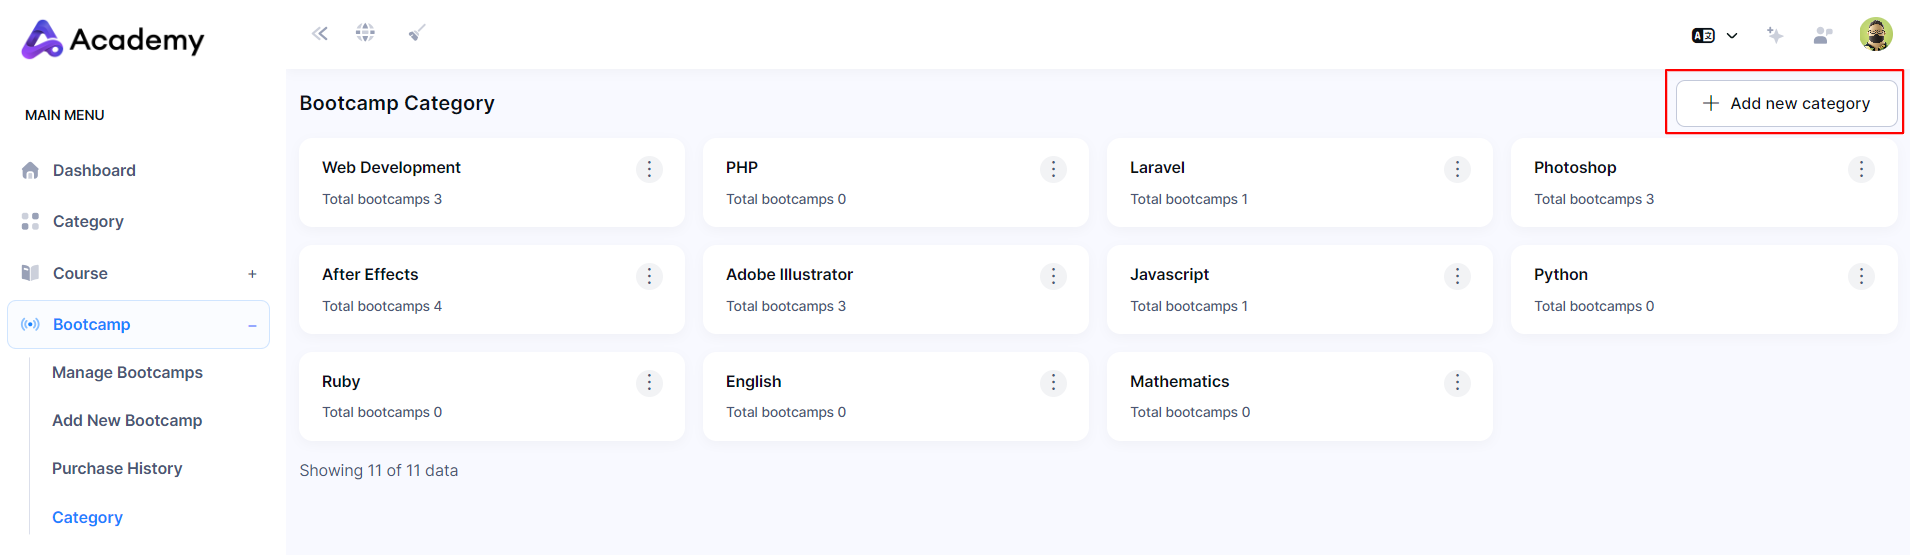 Academy
MAIN MENU
Dashboard
Category
Course +
Bootcamp –
Manage Bootcamps
Add New Bootcamp
Purchase History
Category
Bootcamp Category
+ Add new category
Web Development
Total bootcamps 3
PHP
Total bootcamps 0
Laravel
Total bootcamps 1
Photoshop
Total bootcamps 3
After Effects
Total bootcamps 4
Adobe Illustrator
Total bootcamps 3
Javascript
Total bootcamps 1
Python
Total bootcamps 0
Ruby
Total bootcamps 0
English
Total bootcamps 0
Mathematics
Total bootcamps 0
Showing 11 of 11 data